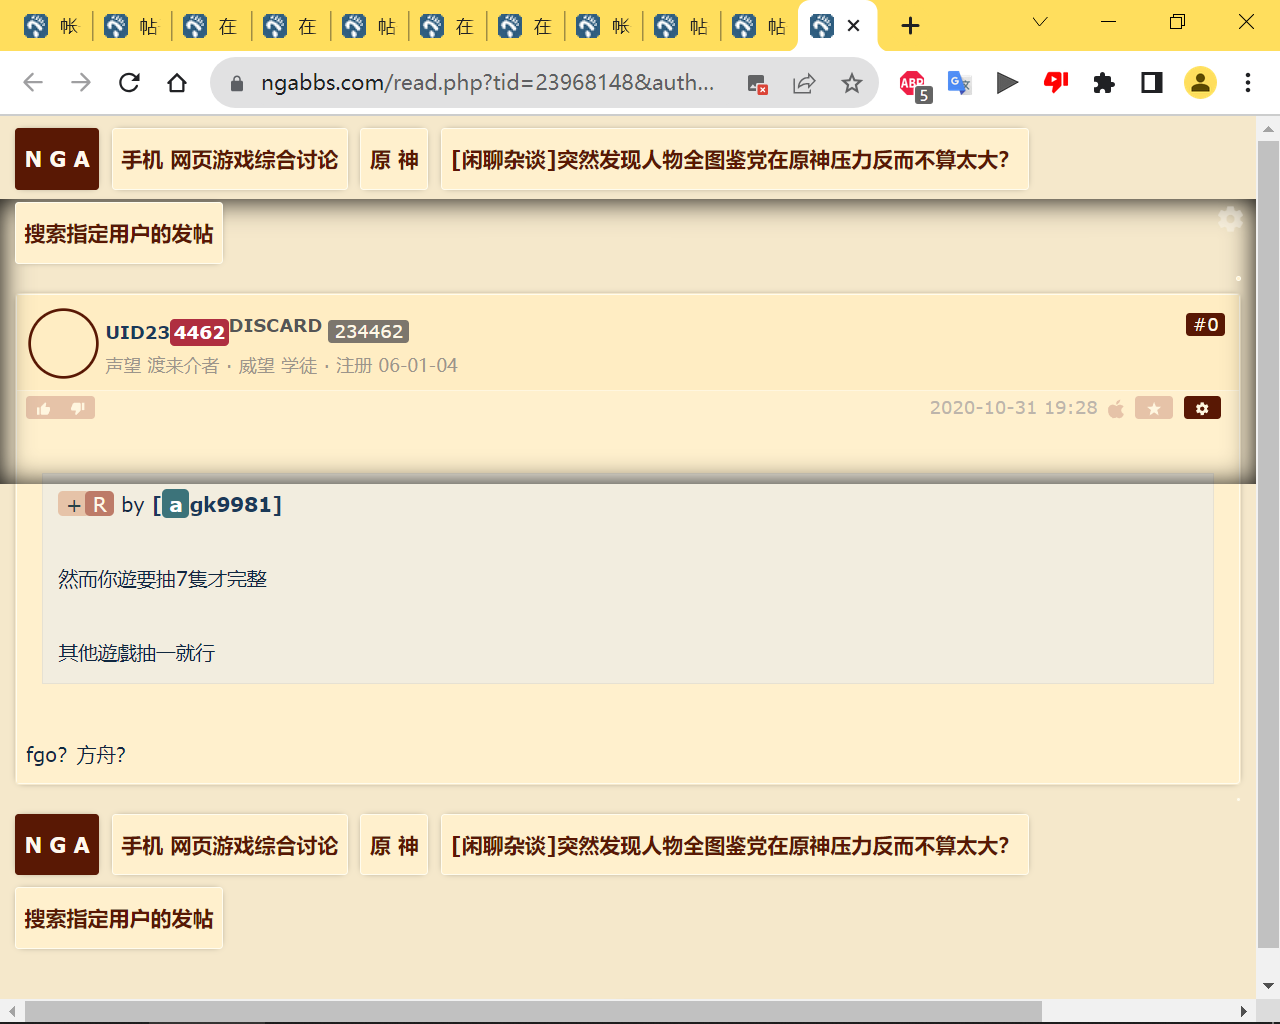 帐 帖 在 在 帖 在 在 帐 帖 帖
ngabbs.com/read.php?tid=23968148&auth...
ABP 5
N G A 手机 网页游戏综合讨论 原 神 [闲聊杂谈]突然发现人物全图鉴党在原神压力反而不算太大?
搜索指定用户的发帖
UID234462DISCARD 234462 #0
声望 渡来介者 · 威望 学徒 · 注册 06-01-04
2020-10-31 19:28
+ R by [agk9981]
然而你遊要抽7隻才完整
其他遊戲抽一就行
fgo? 方舟?
N G A 手机 网页游戏综合讨论 原 神 [闲聊杂谈]突然发现人物全图鉴党在原神压力反而不算太大?
搜索指定用户的发帖